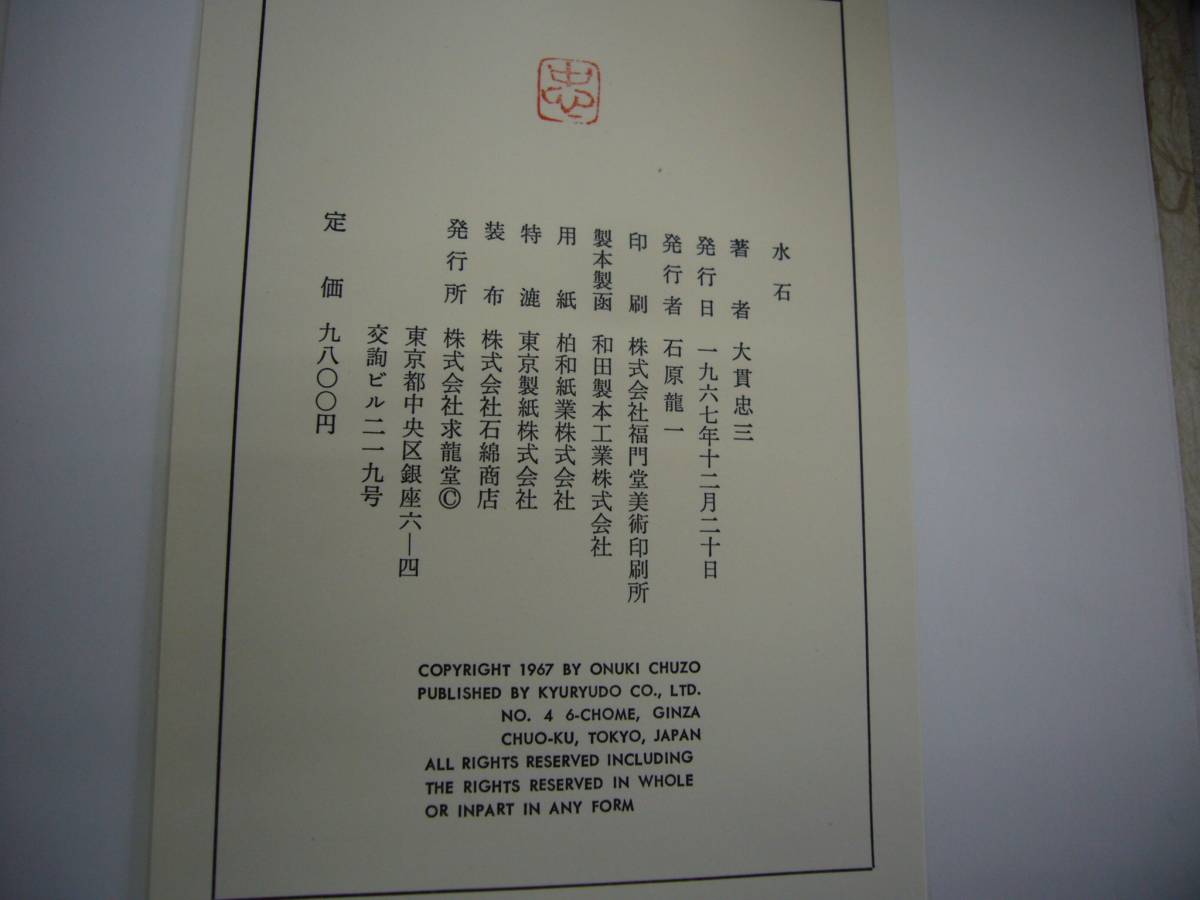 忠
水石
著者 大貫忠三
発行日 一九六七年十二月二十日
発行者 石原龍一
印刷 株式会社福門堂美術印刷所
製本製函 和田製本工業株式会社
用紙 柏和紙業株式会社
特漉 東京製紙株式会社
装布 株式会社石綿商店
発行所 株式会社求龍堂©
東京都中央区銀座六―四
交詢ビル二一九号
定価 九八〇〇円
COPYRIGHT 1967 BY ONUKI CHUZO
PUBLISHED BY KYURYUDO CO., LTD.
NO. 4 6-CHOME, GINZA
CHUO-KU, TOKYO, JAPAN
ALL RIGHTS RESERVED INCLUDING
THE RIGHTS RESERVED IN WHOLE
OR INPART IN ANY FORM